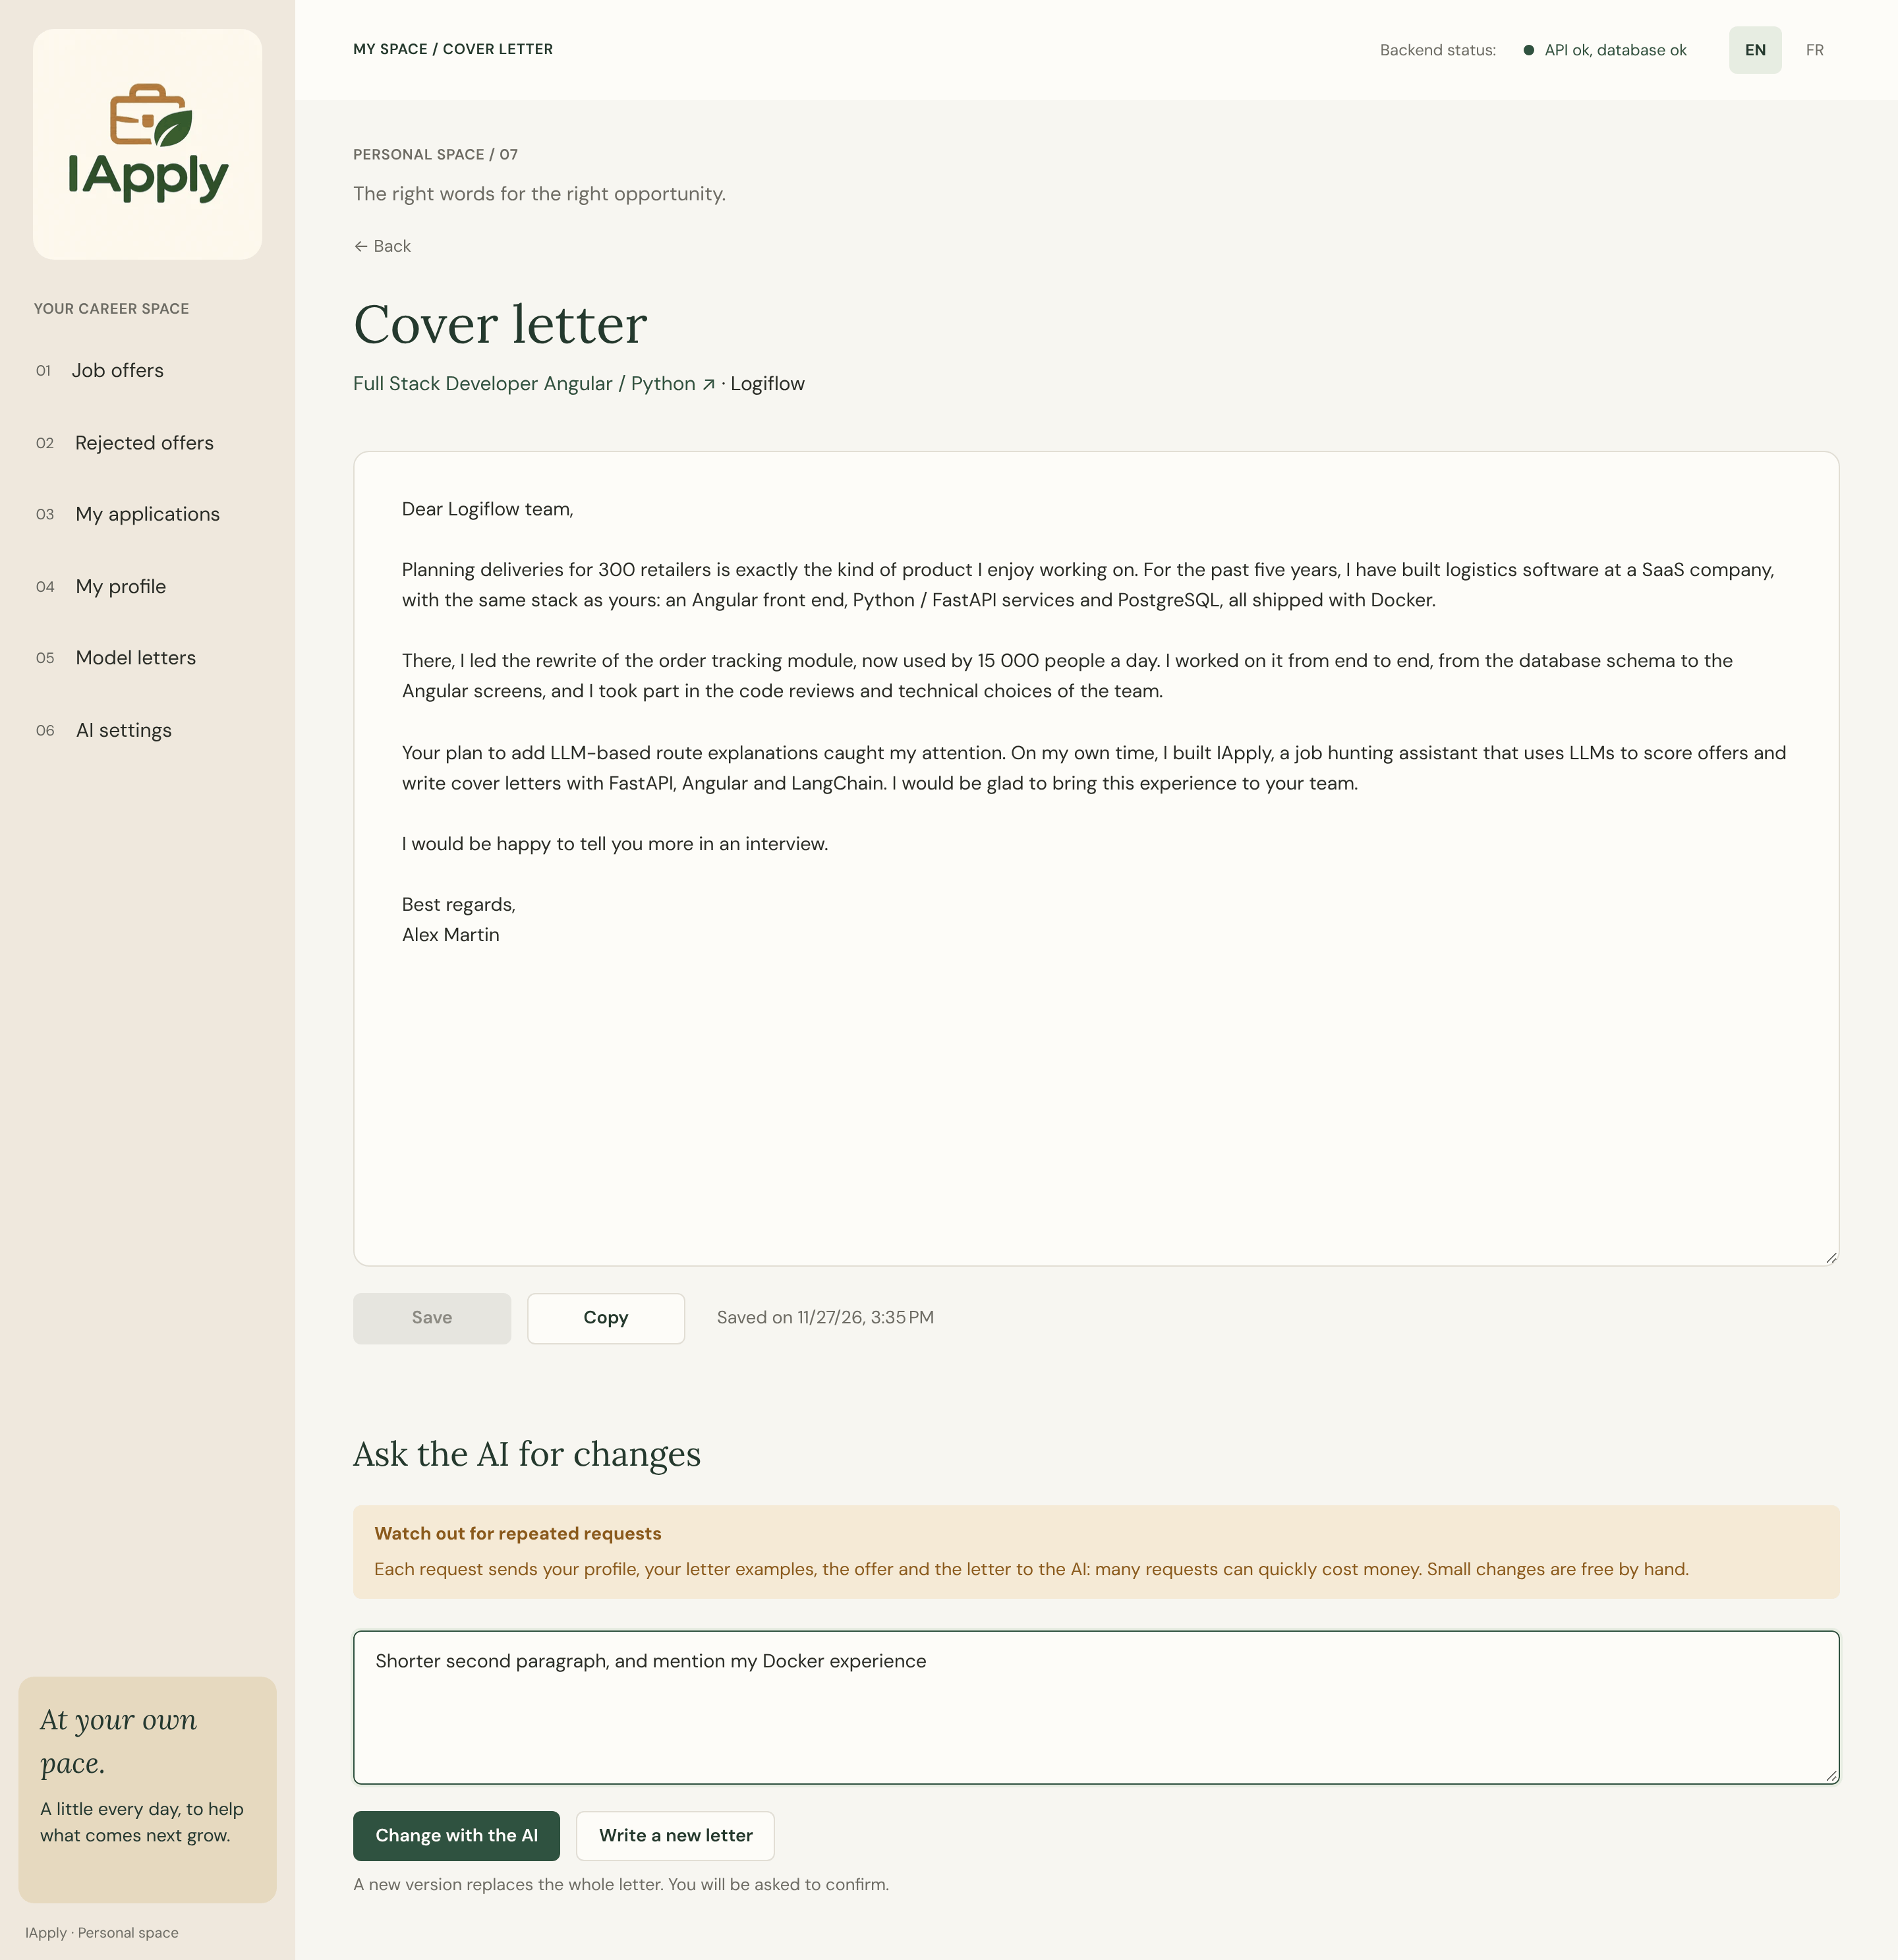 IApply
YOUR CAREER SPACE
01 Job offers
02 Rejected offers
03 My applications
04 My profile
05 Model letters
06 AI settings
At your own
pace.
A little every day, to help
what comes next grow.
IApply · Personal space
MY SPACE / COVER LETTER
Backend status: ● API ok, database ok EN FR
PERSONAL SPACE / 07
The right words for the right opportunity.
← Back
Cover letter
Full Stack Developer Angular / Python ↗ · Logiflow
Dear Logiflow team,
Planning deliveries for 300 retailers is exactly the kind of product I enjoy working on. For the past five years, I have built logistics software at a SaaS company,
with the same stack as yours: an Angular front end, Python / FastAPI services and PostgreSQL, all shipped with Docker.
There, I led the rewrite of the order tracking module, now used by 15 000 people a day. I worked on it from end to end, from the database schema to the
Angular screens, and I took part in the code reviews and technical choices of the team.
Your plan to add LLM-based route explanations caught my attention. On my own time, I built IApply, a job hunting assistant that uses LLMs to score offers and
write cover letters with FastAPI, Angular and LangChain. I would be glad to bring this experience to your team.
I would be happy to tell you more in an interview.
Best regards,
Alex Martin
Save Copy Saved on 11/27/26, 3:35 PM
Ask the AI for changes
Watch out for repeated requests
Each request sends your profile, your letter examples, the offer and the letter to the AI: many requests can quickly cost money. Small changes are free by hand.
Shorter second paragraph, and mention my Docker experience
Change with the AI Write a new letter
A new version replaces the whole letter. You will be asked to confirm.